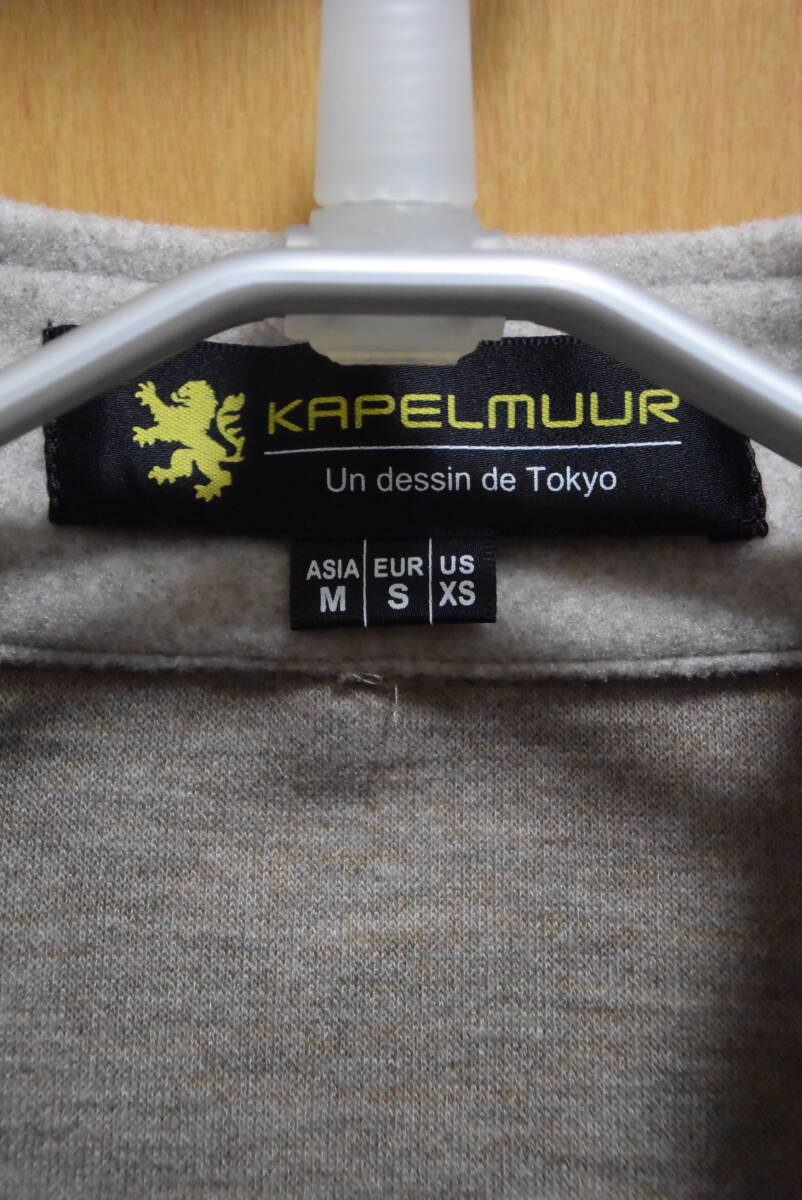 KAPELMUUR
Un dessin de Tokyo
ASIA EUR US
M S XS